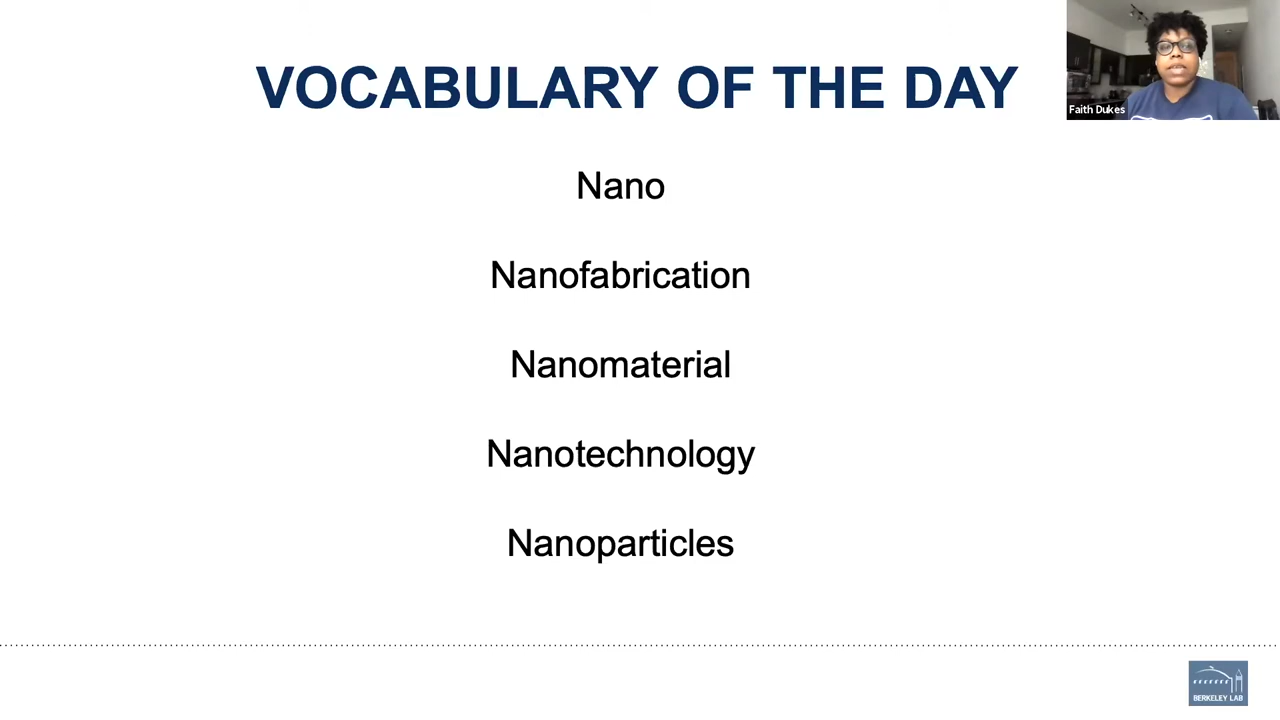 VOCABULARY OF THE DAY
Faith Dukes
Nano
Nanofabrication
Nanomaterial
Nanotechnology
Nanoparticles
BERKELEY LAB